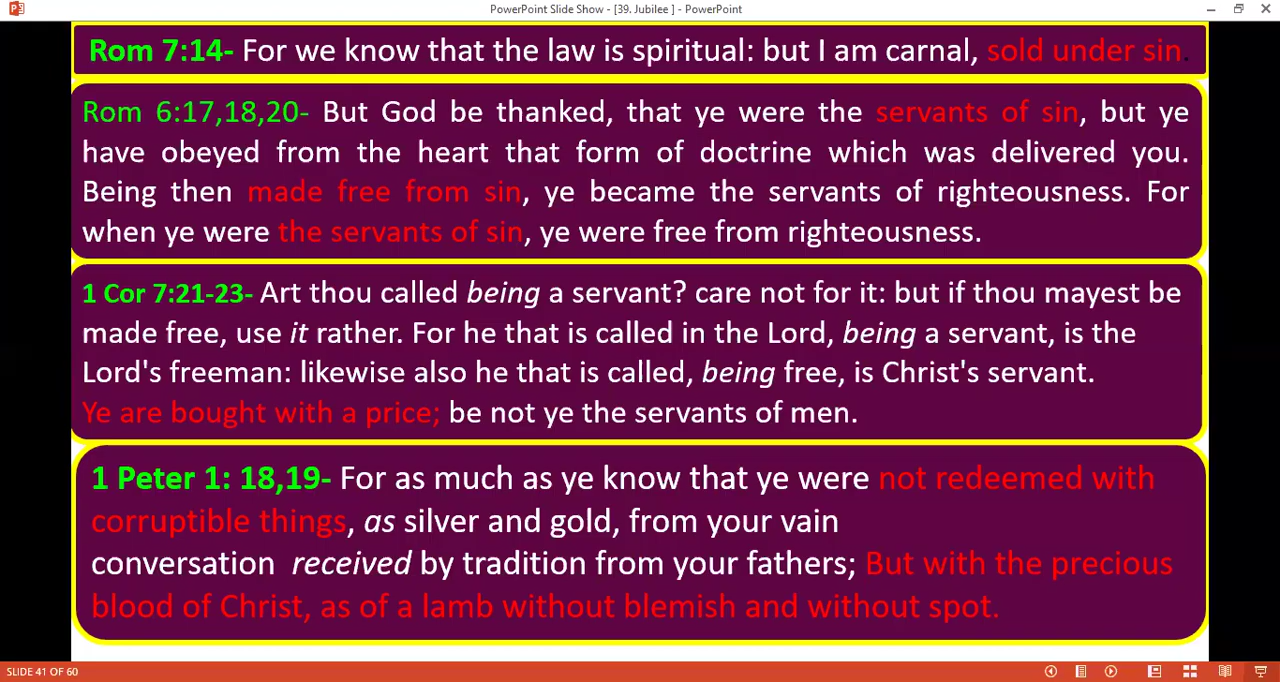 PowerPoint Slide Show - [39. Jubilee ] - PowerPoint
Rom 7:14- For we know that the law is spiritual: but I am carnal, sold under sin.
Rom 6:17,18,20- But God be thanked, that ye were the servants of sin, but ye
have obeyed from the heart that form of doctrine which was delivered you.
Being then made free from sin, ye became the servants of righteousness. For
when ye were the servants of sin, ye were free from righteousness.
1 Cor 7:21-23- Art thou called being a servant? care not for it: but if thou mayest be
made free, use it rather. For he that is called in the Lord, being a servant, is the
Lord's freeman: likewise also he that is called, being free, is Christ's servant.
Ye are bought with a price; be not ye the servants of men.
1 Peter 1: 18,19- For as much as ye know that ye were not redeemed with
corruptible things, as silver and gold, from your vain
conversation received by tradition from your fathers; But with the precious
blood of Christ, as of a lamb without blemish and without spot.
SLIDE 41 OF 60